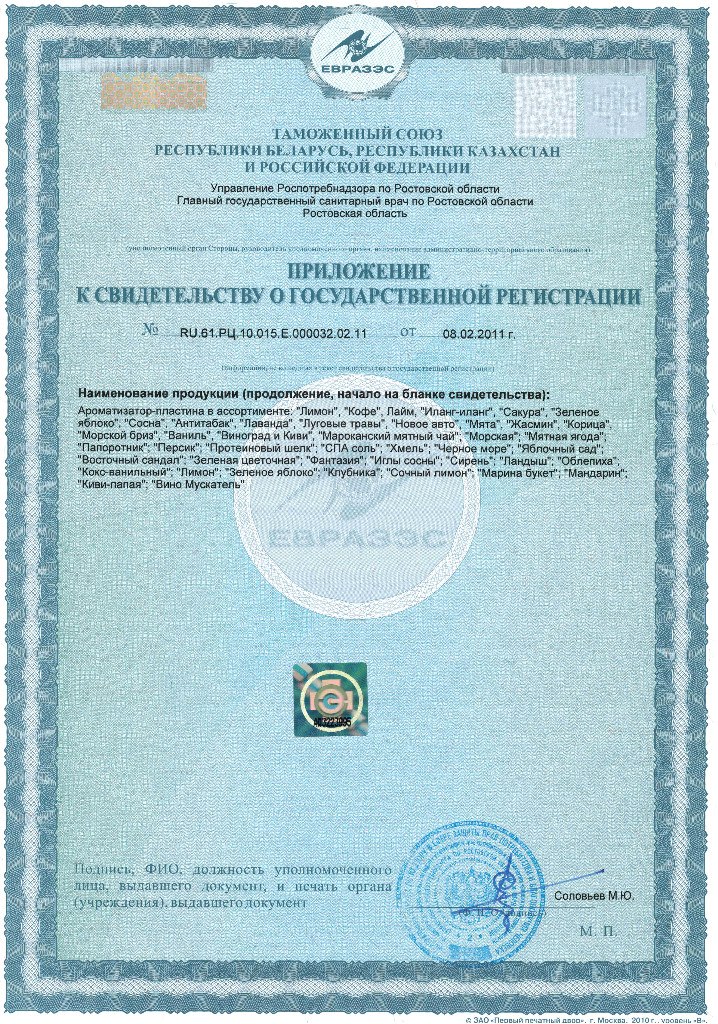 ЕВРАЗЭС
ТАМОЖЕННЫЙ СОЮЗ
РЕСПУБЛИКИ БЕЛАРУСЬ, РЕСПУБЛИКИ КАЗАХСТАН
И РОССИЙСКОЙ ФЕДЕРАЦИИ
Управление Роспотребнадзора по Ростовской области
Главный государственный санитарный врач по Ростовской области
Ростовская область
(уполномоченный орган Стороны, руководитель уполномоченного органа, наименование административно-территориального образования)
ПРИЛОЖЕНИЕ
К СВИДЕТЕЛЬСТВУ О ГОСУДАРСТВЕННОЙ РЕГИСТРАЦИИ
№ RU.61.РЦ.10.015.Е.000032.02.11 от 08.02.2011 г.
(информация, не вошедшая в текст свидетельства о государственной регистрации)
Наименование продукции (продолжение, начало на бланке свидетельства):
Ароматизатор-пластина в ассортименте: "Лимон", "Кофе", Лайм, "Иланг-иланг", "Сакура", "Зеленое
яблоко", "Сосна", "Антитабак", "Лаванда", "Луговые травы", "Новое авто", "Мята", "Жасмин", "Корица",
"Морской бриз", "Ваниль", "Виноград и Киви", "Мароканский мятный чай"; "Морская"; "Мятная ягода";
"Папоротник"; "Персик"; "Протеиновый шелк"; "СПА соль"; "Хмель"; "Черное море"; "Яблочный сад";
"Восточный сандал"; "Зеленая цветочная"; "Фантазия"; "Иглы сосны"; "Сирень"; "Ландыш"; "Облепиха";
"Коко-ванильный"; "Лимон"; "Зеленое яблоко"; "Клубника"; "Сочный лимон"; "Марина букет"; "Мандарин";
"Киви-папая"; "Вино Мускатель"
ЕВРАЗЭС
Подпись, ФИО, должность уполномоченного
лица, выдавшего документ, и печать органа
(учреждения), выдавшего документ
Соловьев М.Ю.
(Ф. И. О./подпись)
М. П.
© ЗАО «Первый печатный двор», г. Москва, 2010 г., уровень «В».